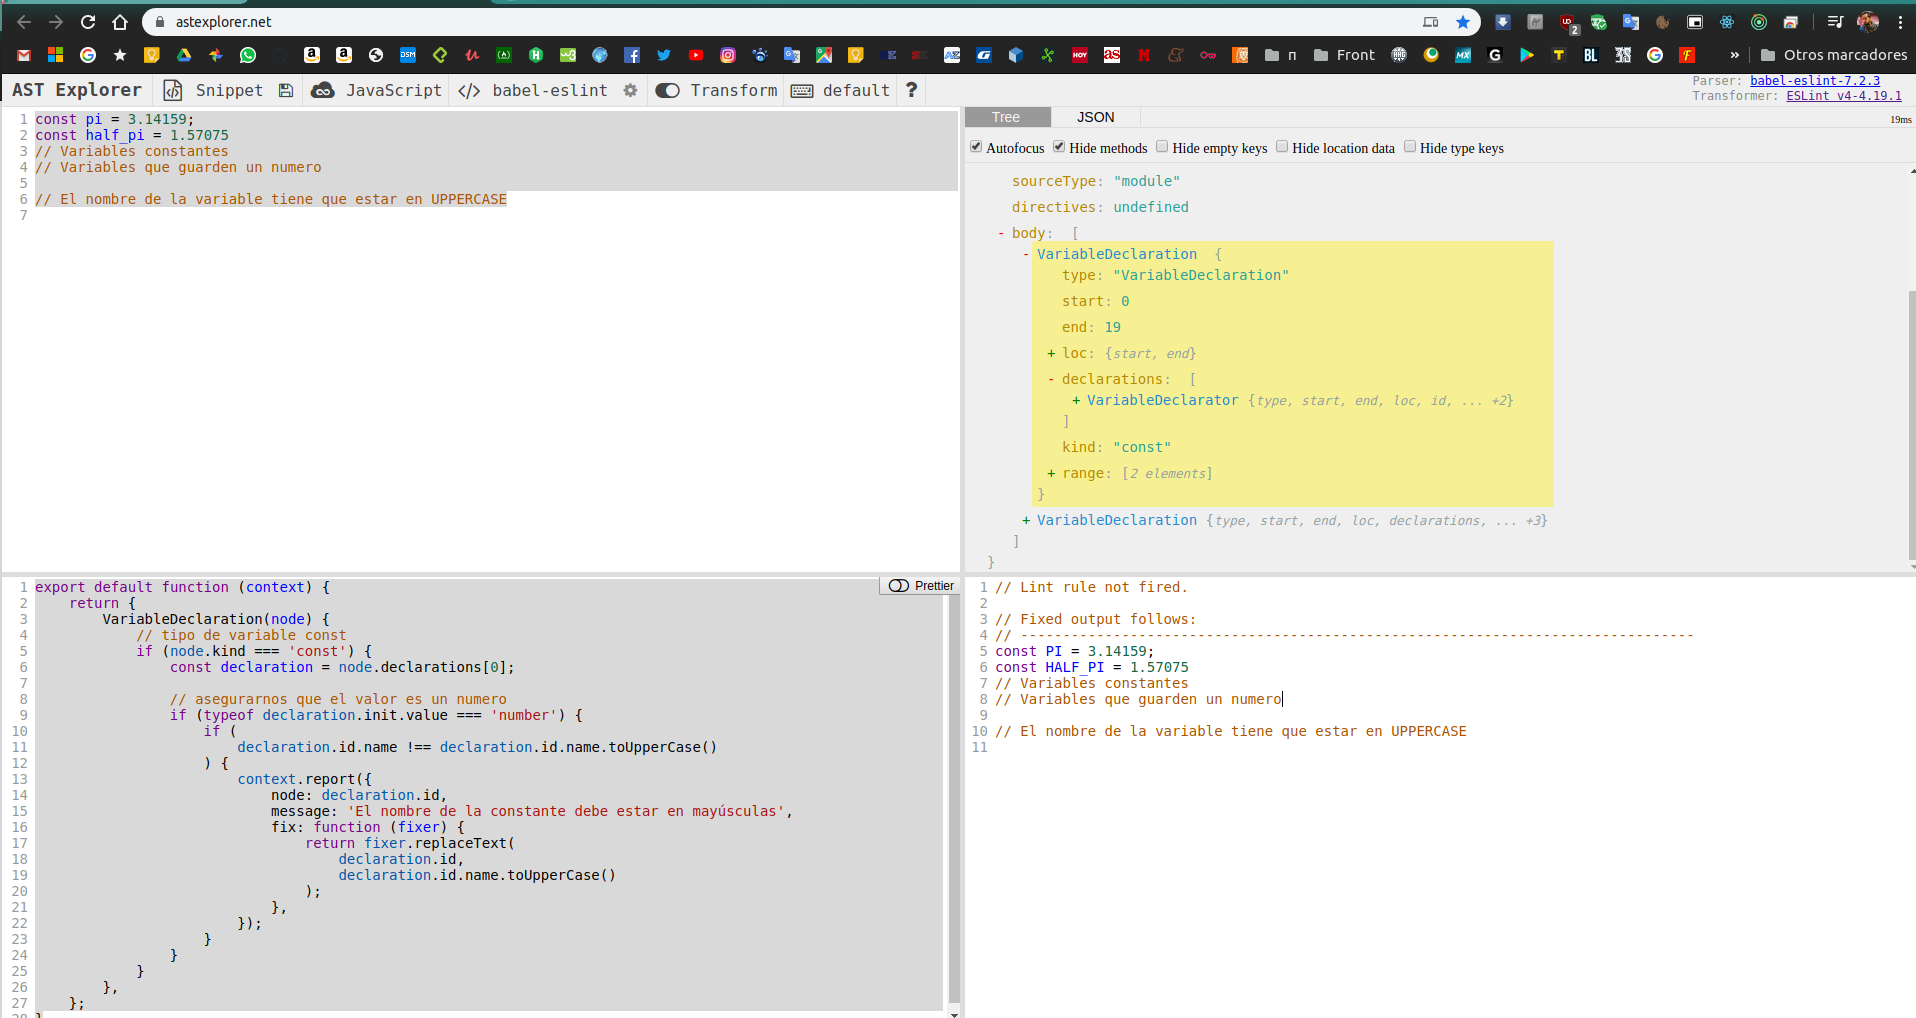 astexplorer.net
2
JSM
HOY
as
MX
G
T
BL
F
»
Front
Otros marcadores
AST Explorer
Snippet
JavaScript
</> babel-eslint
Transform
default
?
Parser: babel-eslint-7.2.3
Transformer: ESLint v4-4.19.1
1 const pi = 3.14159;
2 const half_pi = 1.57075
3 // Variables constantes
4 // Variables que guarden un numero
5
6 // El nombre de la variable tiene que estar en UPPERCASE
7
Tree JSON
19ms
Autofocus Hide methods Hide empty keys Hide location data Hide type keys
sourceType: "module"
directives: undefined
- body: [
- VariableDeclaration {
type: "VariableDeclaration"
start: 0
end: 19
+ loc: {start, end}
- declarations: [
+ VariableDeclarator {type, start, end, loc, id, ... +2}
]
kind: "const"
+ range: [2 elements]
}
+ VariableDeclaration {type, start, end, loc, declarations, ... +3}
]
}
Prettier
1 export default function (context) {
2 return {
3 VariableDeclaration(node) {
4 // tipo de variable const
5 if (node.kind === 'const') {
6 const declaration = node.declarations[0];
7
8 // asegurarnos que el valor es un numero
9 if (typeof declaration.init.value === 'number') {
10 if (
11 declaration.id.name !== declaration.id.name.toUpperCase()
12 ) {
13 context.report({
14 node: declaration.id,
15 message: 'El nombre de la constante debe estar en mayúsculas',
16 fix: function (fixer) {
17 return fixer.replaceText(
18 declaration.id,
19 declaration.id.name.toUpperCase()
20 );
21 },
22 });
23 }
24 }
25 }
26 },
27 };
28 }
1 // Lint rule not fired.
2
3 // Fixed output follows:
4 // --------------------------------------------------------------------------------
5 const PI = 3.14159;
6 const HALF_PI = 1.57075
7 // Variables constantes
8 // Variables que guarden un numero
9
10 // El nombre de la variable tiene que estar en UPPERCASE
11